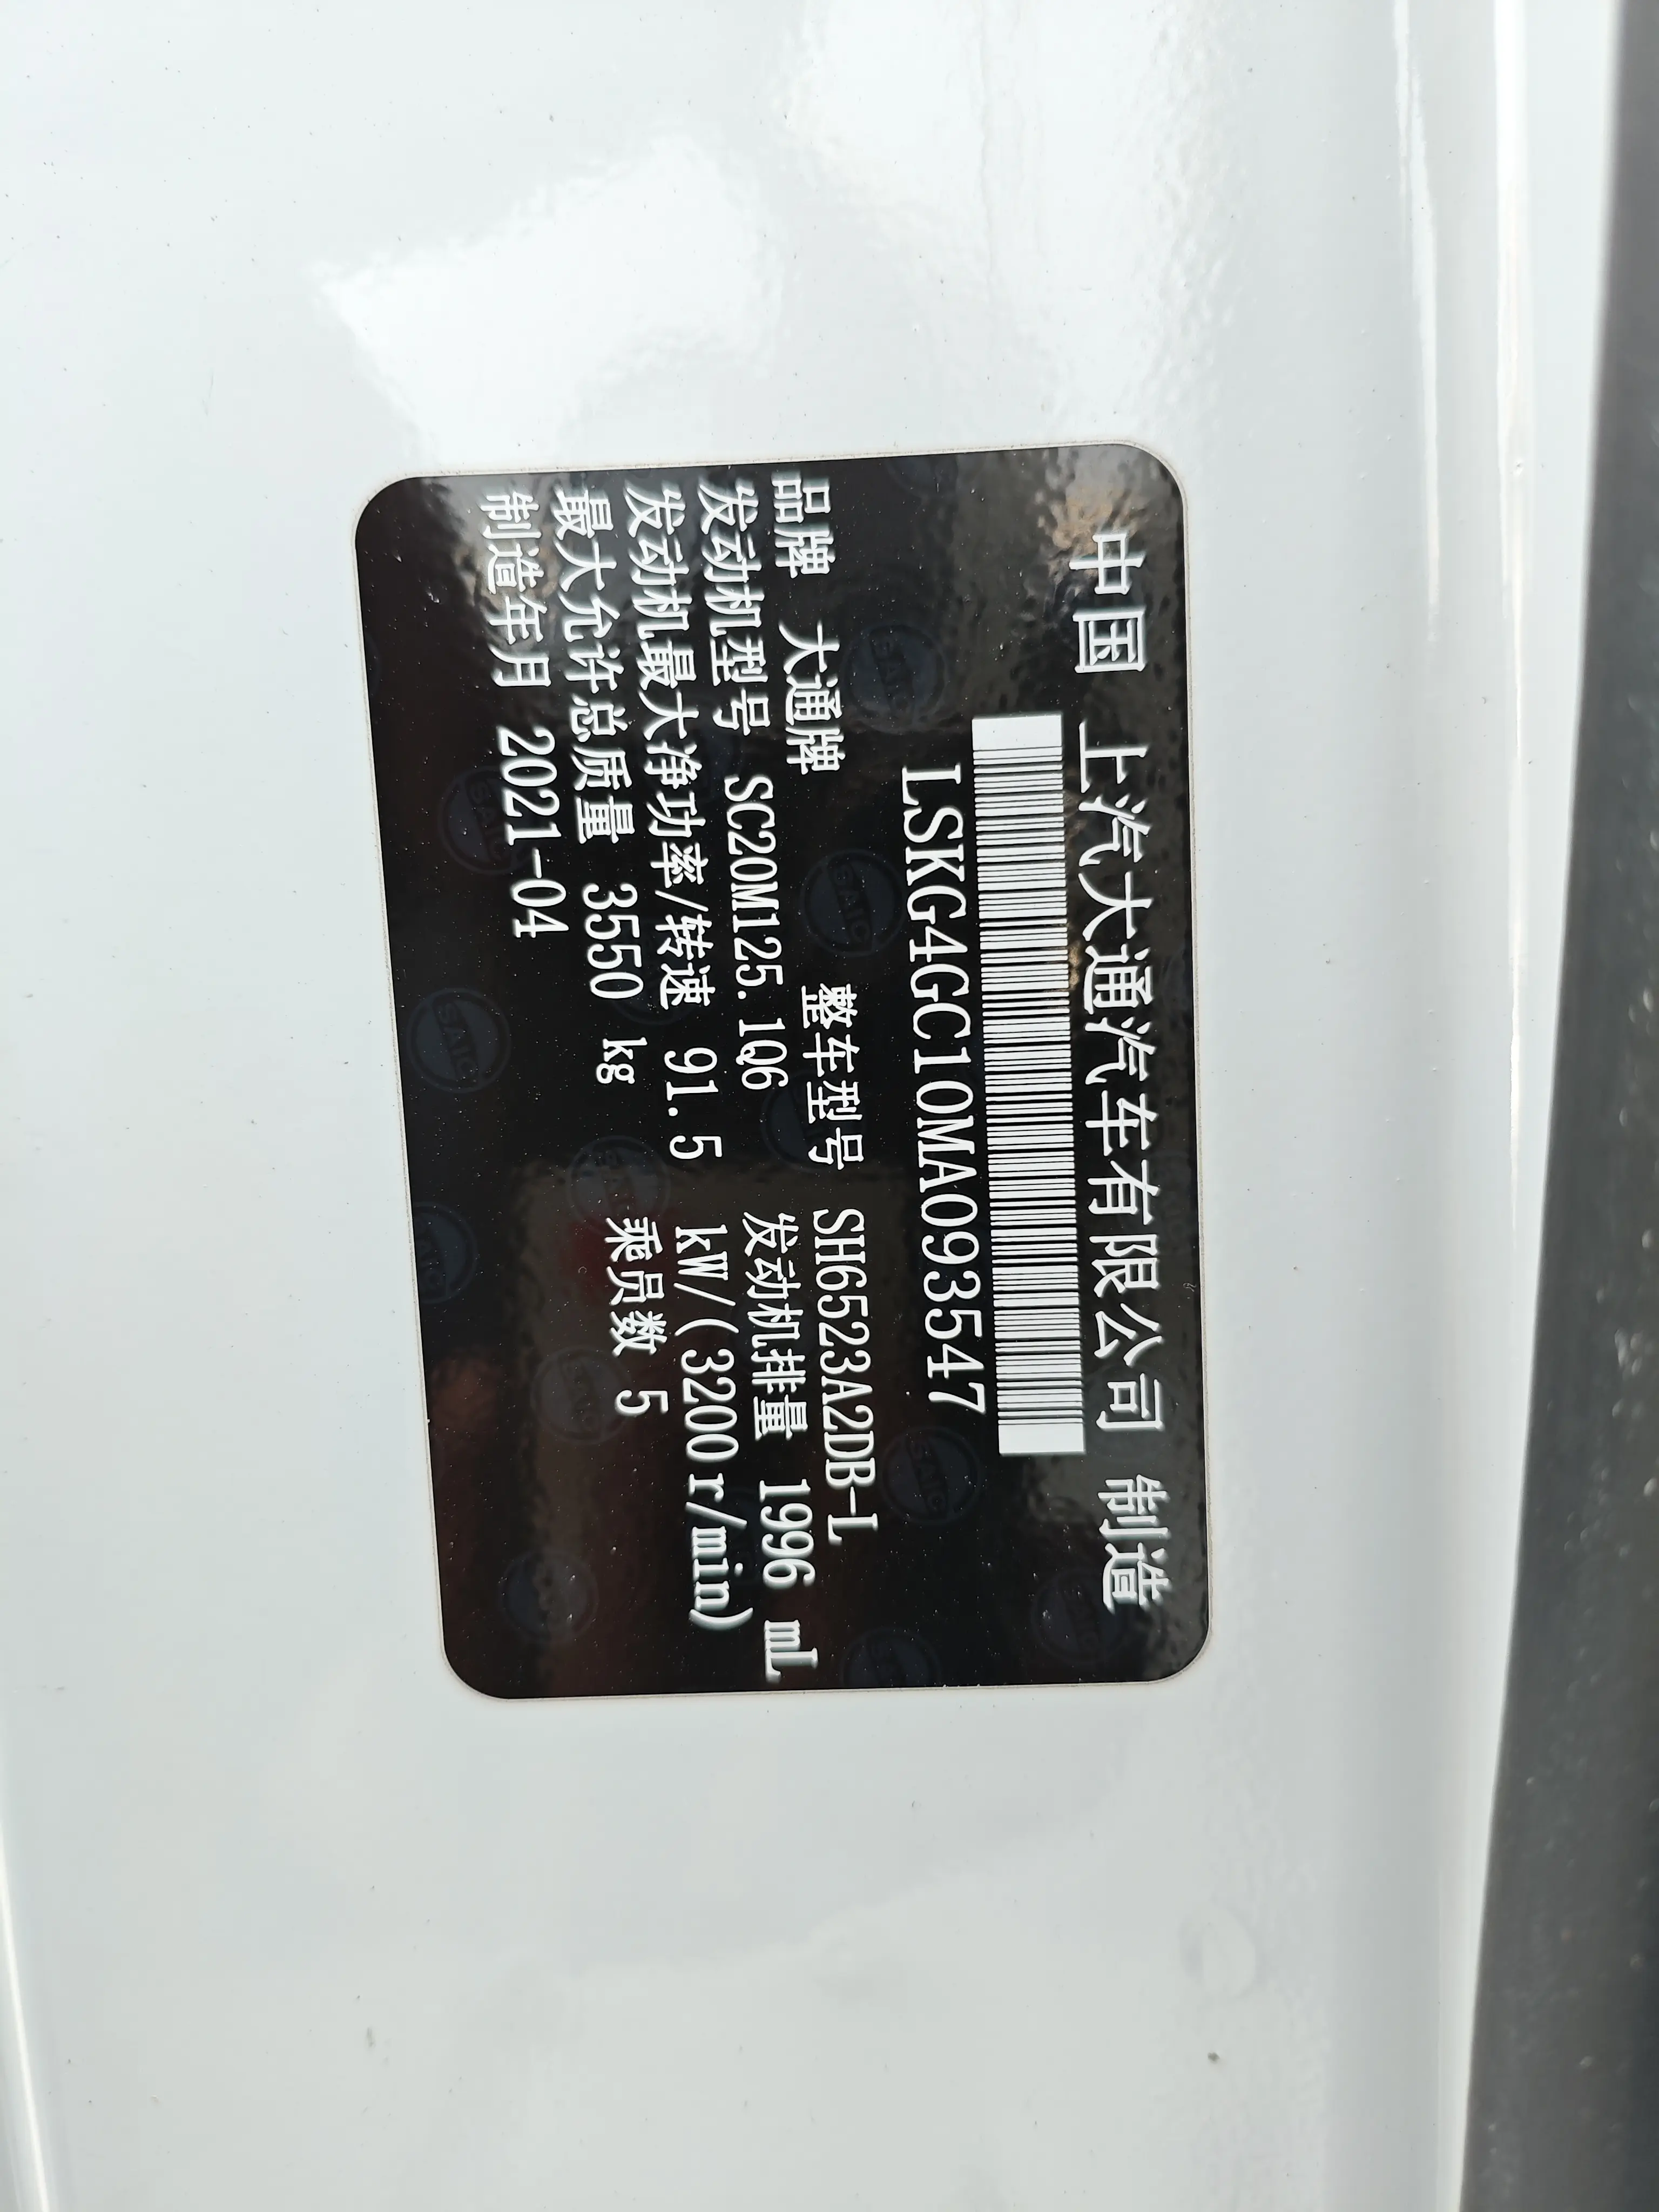 中国 上汽大通汽车有限公司 制造
LSKG4GC10MA093547
品牌 大通牌 整车型号 SH6523A2DB-L
发动机型号 SC20M125.1Q6 发动机排量 1996 mL
发动机最大净功率/转速 91.5 kW/(3200r/min)
最大允许总质量 3550 kg 乘员数 5
制造年月 2021-04